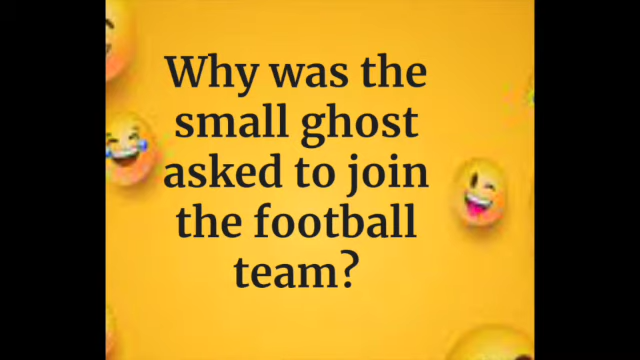 Why was the
small ghost
asked to join
the football
team?